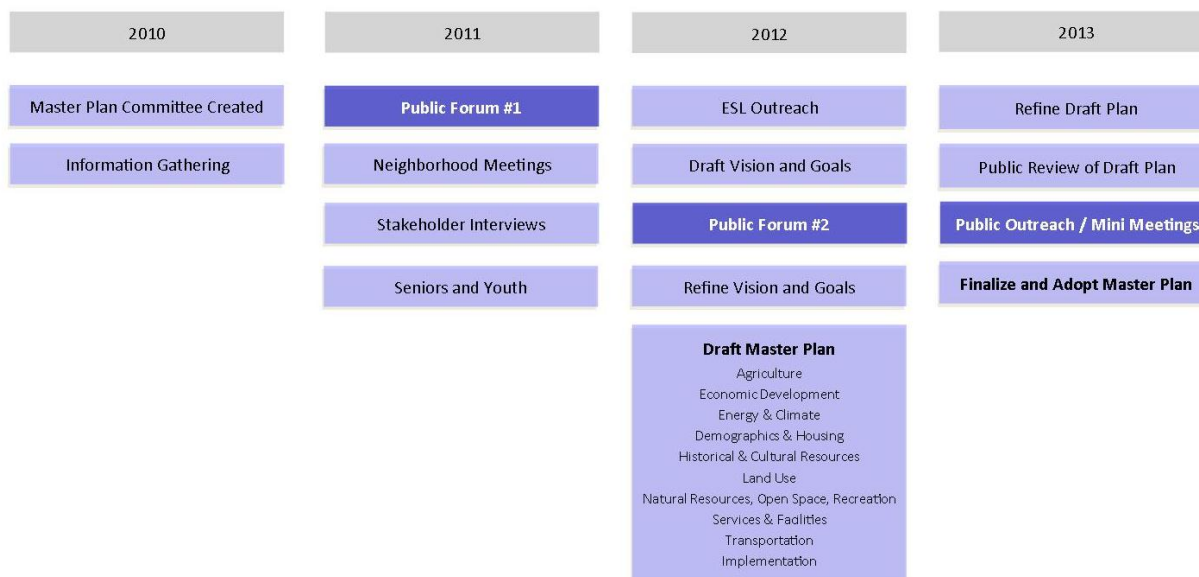 2010
Master Plan Committee Created
Information Gathering
2011
Public Forum #1
Neighborhood Meetings
Stakeholder Interviews
Seniors and Youth
2012
ESL Outreach
Draft Vision and Goals
Public Forum #2
Refine Vision and Goals
Draft Master Plan
Agriculture
Economic Development
Energy & Climate
Demographics & Housing
Historical & Cultural Resources
Land Use
Natural Resources, Open Space, Recreation
Services & Facilities
Transportation
Implementation
2013
Refine Draft Plan
Public Review of Draft Plan
Public Outreach / Mini Meetings
Finalize and Adopt Master Plan